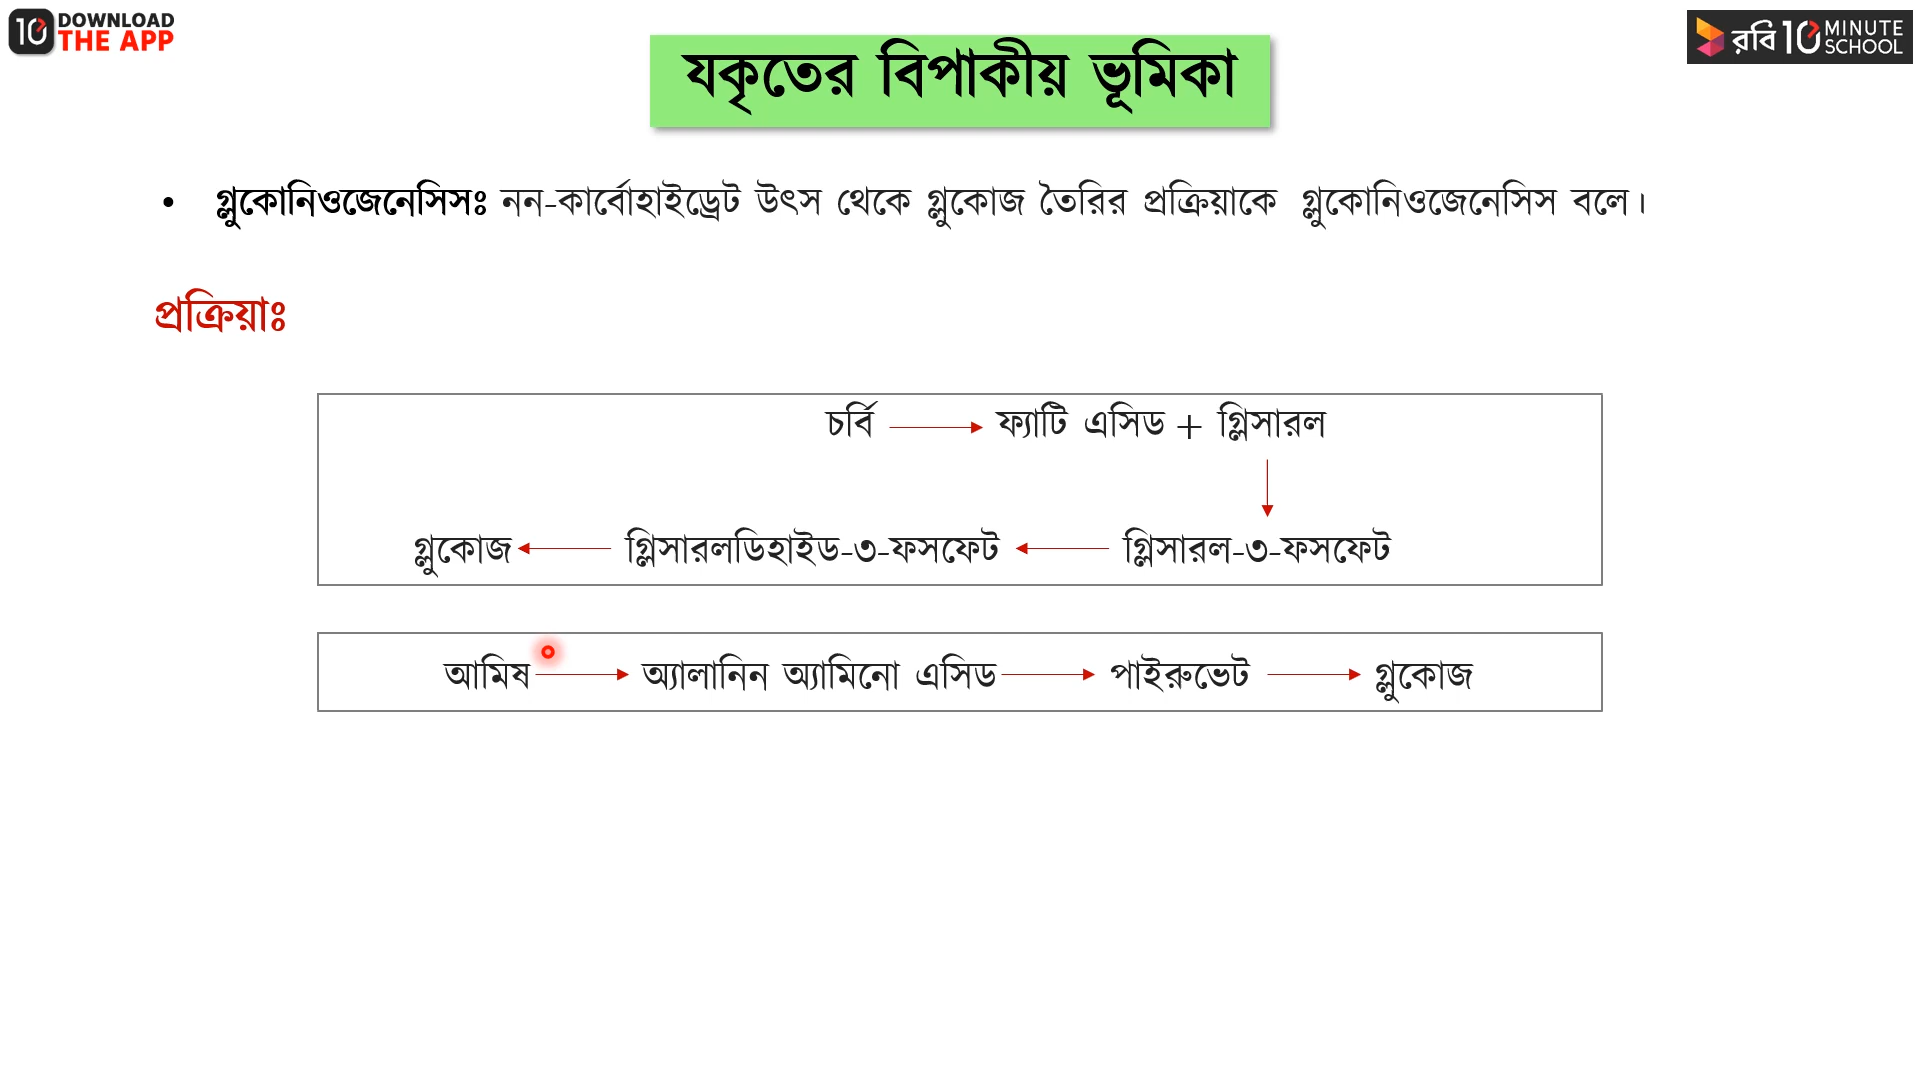 DOWNLOAD
THE APP
রবি 10 MINUTE SCHOOL
যকৃতের বিপাকীয় ভূমিকা
• গ্লুকোনিওজেনেসিসঃ নন-কার্বোহাইড্রেট উৎস থেকে গ্লুকোজ তৈরির প্রক্রিয়াকে গ্লুকোনিওজেনেসিস বলে।
প্রক্রিয়াঃ
চর্বি ফ্যাটি এসিড + গ্লিসারল
গ্লুকোজ গ্লিসারলডিহাইড-৩-ফসফেট গ্লিসারল-৩-ফসফেট
আমিষ অ্যালানিন অ্যামিনো এসিড পাইরুভেট গ্লুকোজ